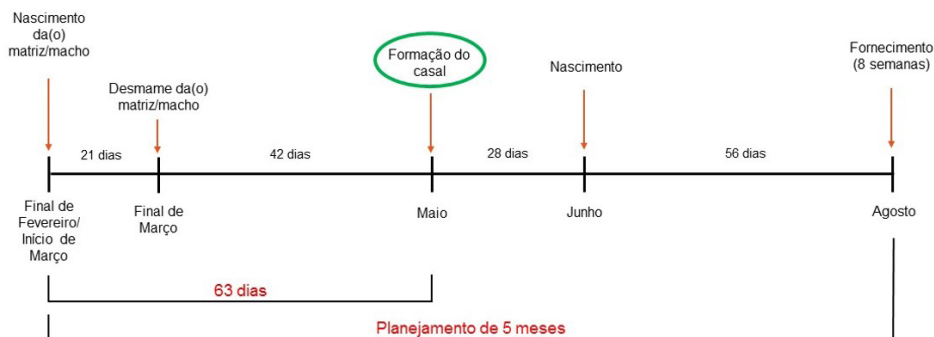 Nascimento
da(o)
matriz/macho
Desmame da(o)
matriz/macho
Formação do
casal
Nascimento
Fornecimento
(8 semanas)
21 dias
42 dias
28 dias
56 dias
Final de
Fevereiro/
Início de
Março
Final de
Março
Maio
Junho
Agosto
63 dias
Planejamento de 5 meses